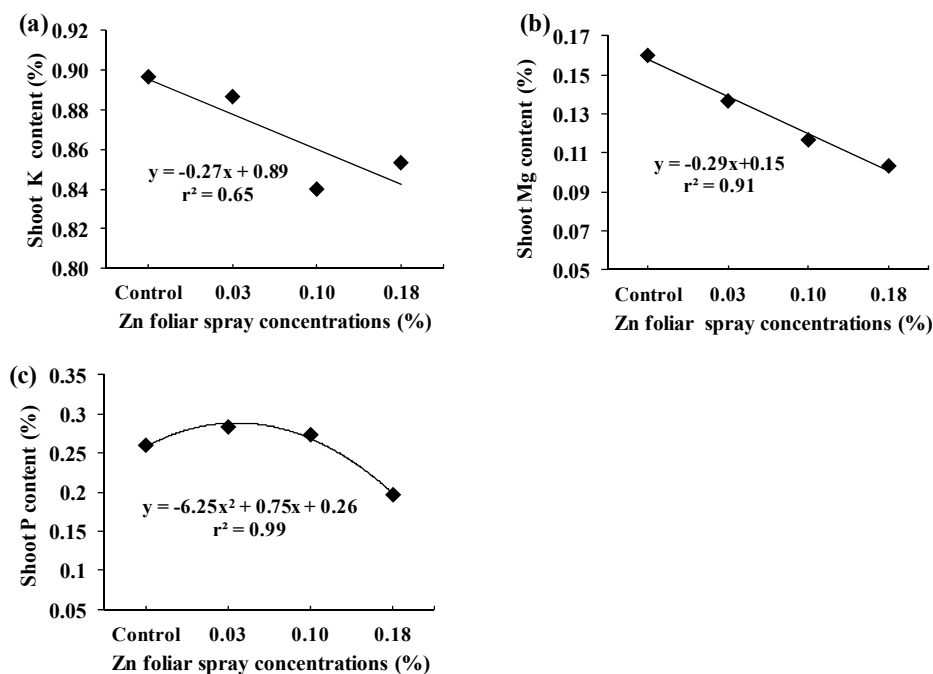 (a)
0.92
0.90
0.88
0.86
0.84
0.82
0.80
Shoot K content (%)
y = -0.27x + 0.89
r² = 0.65
Control 0.03 0.10 0.18
Zn foliar spray concentrations (%)
(b)
0.17
0.15
0.13
0.11
0.09
0.07
0.05
Shoot Mg content (%)
y = -0.29x+0.15
r² = 0.91
Control 0.03 0.10 0.18
Zn foliar spray concentrations (%)
(c)
0.35
0.3
0.25
0.2
0.15
0.1
0.05
Shoot P content (%)
y = -6.25x² + 0.75x + 0.26
r² = 0.99
Control 0.03 0.10 0.18
Zn foliar spray concentrations (%)